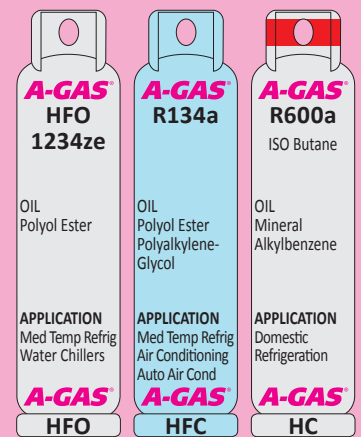 A-GAS®
HFO
1234ze
OIL
Polyol Ester
APPLICATION
Med Temp Refrig
Water Chillers
A-GAS®
HFO
A-GAS®
R134a
OIL
Polyol Ester
Polyalkylene-
Glycol
APPLICATION
Med Temp Refrig
Air Conditioning
Auto Air Cond
A-GAS®
HFC
A-GAS®
R600a
ISO Butane
OIL
Mineral
Alkylbenzene
APPLICATION
Domestic
Refrigeration
A-GAS®
HC